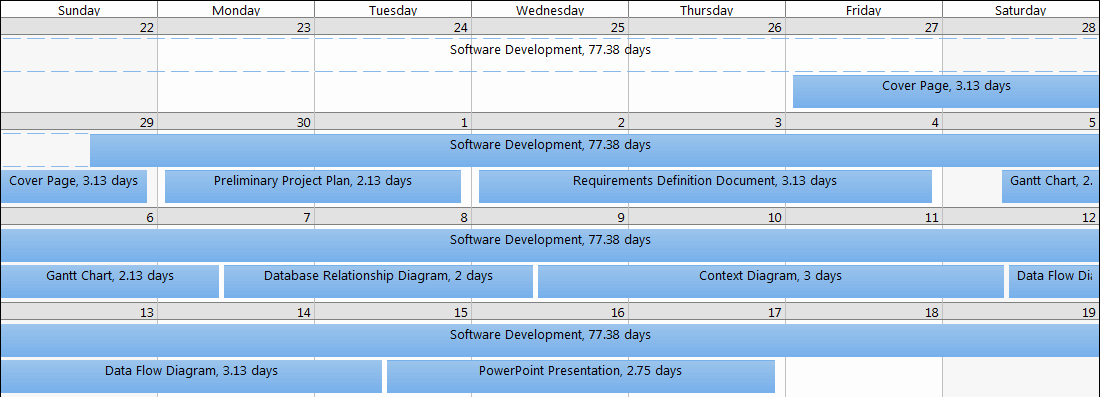 Sunday Monday Tuesday Wednesday Thursday Friday Saturday
22 23 24 25 26 27 28
Software Development, 77.38 days
Cover Page, 3.13 days
29 30 1 2 3 4 5
Software Development, 77.38 days
Cover Page, 3.13 days Preliminary Project Plan, 2.13 days Requirements Definition Document, 3.13 days Gantt Chart, 2.
6 7 8 9 10 11 12
Software Development, 77.38 days
Gantt Chart, 2.13 days Database Relationship Diagram, 2 days Context Diagram, 3 days Data Flow Dia
13 14 15 16 17 18 19
Software Development, 77.38 days
Data Flow Diagram, 3.13 days PowerPoint Presentation, 2.75 days